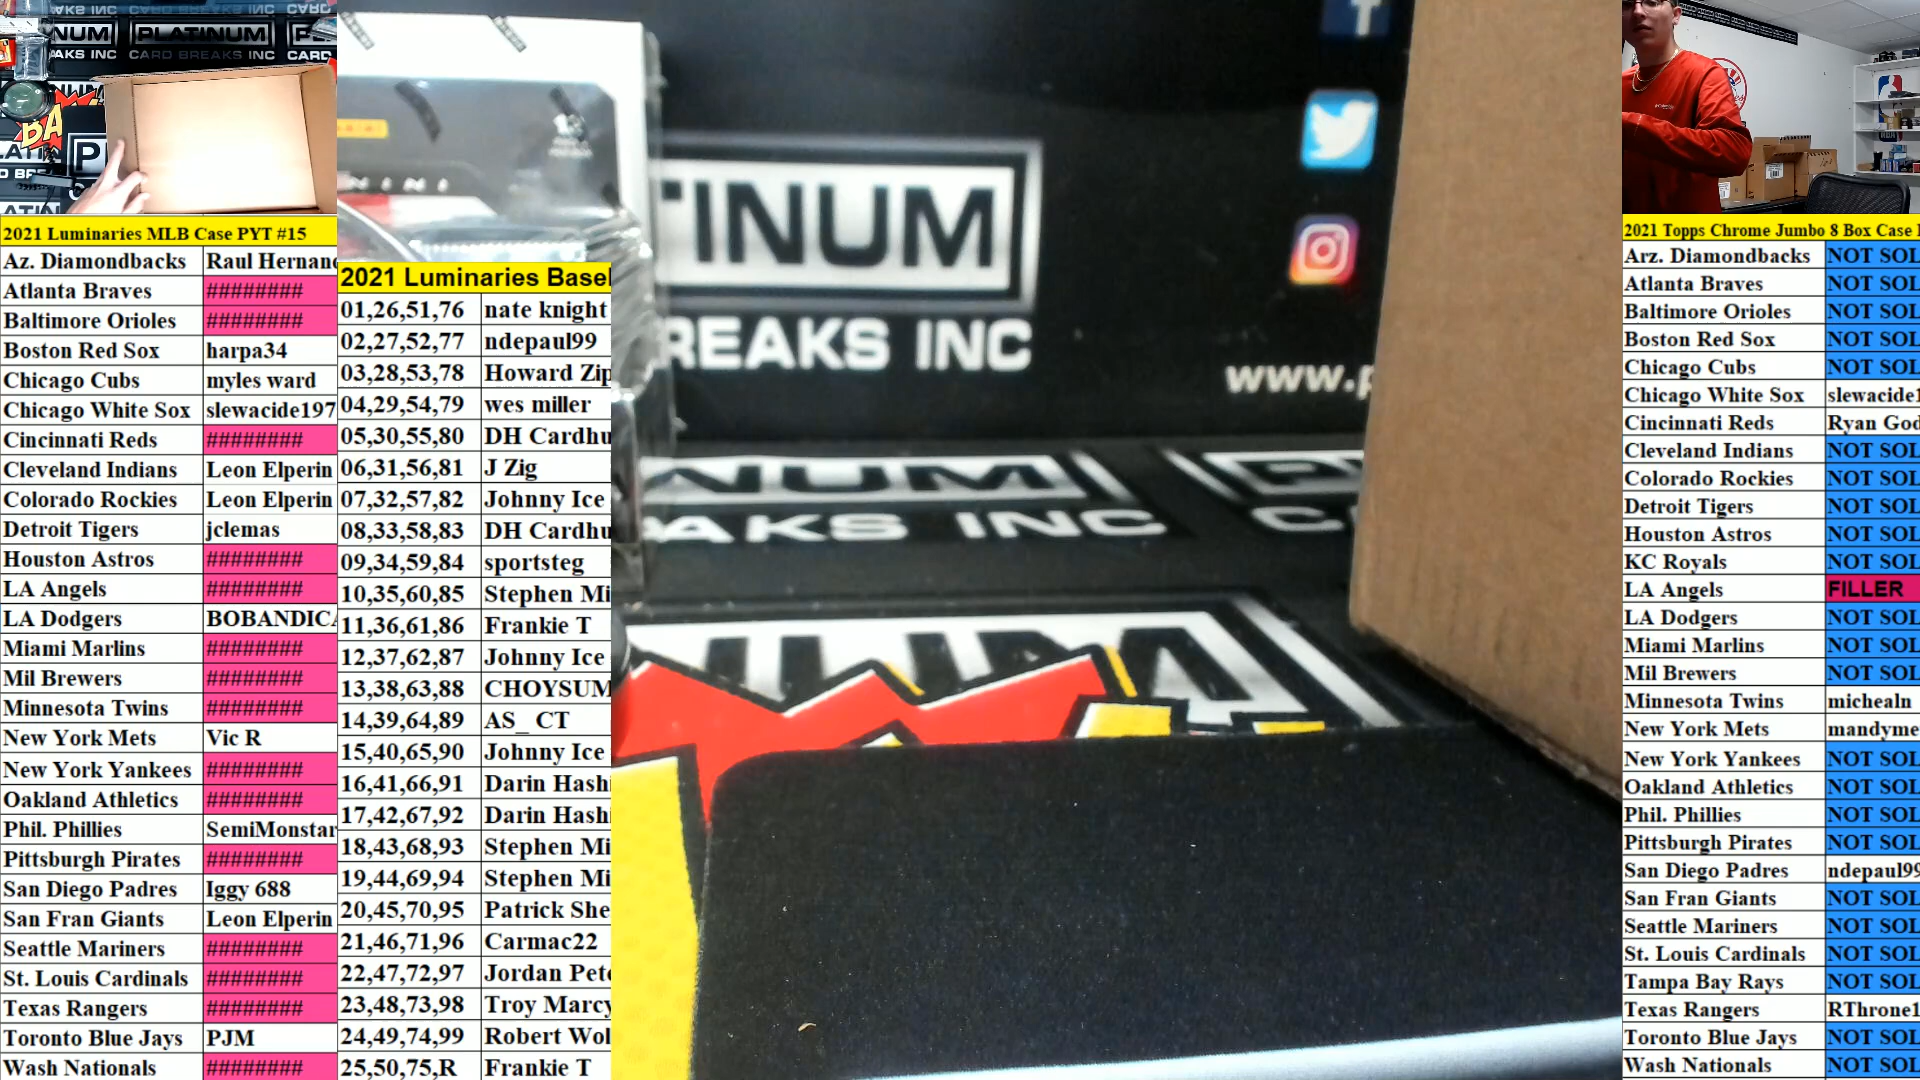 NUM
PLATINUM
AKS INC
CARD BREAKS INC
CARD
BA
2021 Luminaries MLB Case PYT #15
Az. Diamondbacks Raul Hernand
Atlanta Braves ########
Baltimore Orioles ########
Boston Red Sox harpa34
Chicago Cubs myles ward
Chicago White Sox slewacide197
Cincinnati Reds ########
Cleveland Indians Leon Elperin
Colorado Rockies Leon Elperin
Detroit Tigers jclemas
Houston Astros ########
LA Angels ########
LA Dodgers BOBANDICA
Miami Marlins ########
Mil Brewers ########
Minnesota Twins ########
New York Mets Vic R
New York Yankees ########
Oakland Athletics ########
Phil. Phillies SemiMonstar
Pittsburgh Pirates ########
San Diego Padres Iggy 688
San Fran Giants Leon Elperin
Seattle Mariners ########
St. Louis Cardinals ########
Texas Rangers ########
Toronto Blue Jays PJM
Wash Nationals ########
2021 Luminaries Basel
01,26,51,76 nate knight
02,27,52,77 ndepaul99
03,28,53,78 Howard Zip
04,29,54,79 wes miller
05,30,55,80 DH Cardhu
06,31,56,81 J Zig
07,32,57,82 Johnny Ice
08,33,58,83 DH Cardhu
09,34,59,84 sportsteg
10,35,60,85 Stephen Mi
11,36,61,86 Frankie T
12,37,62,87 Johnny Ice
13,38,63,88 CHOYSUM
14,39,64,89 AS_ CT
15,40,65,90 Johnny Ice
16,41,66,91 Darin Hash
17,42,67,92 Darin Hashi
18,43,68,93 Stephen Mi
19,44,69,94 Stephen Mi
20,45,70,95 Patrick She
21,46,71,96 Carmac22
22,47,72,97 Jordan Pete
23,48,73,98 Troy Marcy
24,49,74,99 Robert Wol
25,50,75,R Frankie T
TINUM
REAKS INC
www.p
NUM
AKS INC
2021 Topps Chrome Jumbo 8 Box Case
Arz. Diamondbacks NOT SOL
Atlanta Braves NOT SOL
Baltimore Orioles NOT SOL
Boston Red Sox NOT SOL
Chicago Cubs NOT SOL
Chicago White Sox slewacide1
Cincinnati Reds Ryan God
Cleveland Indians NOT SOL
Colorado Rockies NOT SOL
Detroit Tigers NOT SOL
Houston Astros NOT SOL
KC Royals NOT SOL
LA Angels FILLER
LA Dodgers NOT SOL
Miami Marlins NOT SOL
Mil Brewers NOT SOL
Minnesota Twins michealn
New York Mets mandyme
New York Yankees NOT SOL
Oakland Athletics NOT SOL
Phil. Phillies NOT SOL
Pittsburgh Pirates NOT SOL
San Diego Padres ndepaul99
San Fran Giants NOT SOL
Seattle Mariners NOT SOL
St. Louis Cardinals NOT SOL
Tampa Bay Rays NOT SOL
Texas Rangers RThrone1
Toronto Blue Jays NOT SOL
Wash Nationals NOT SOL